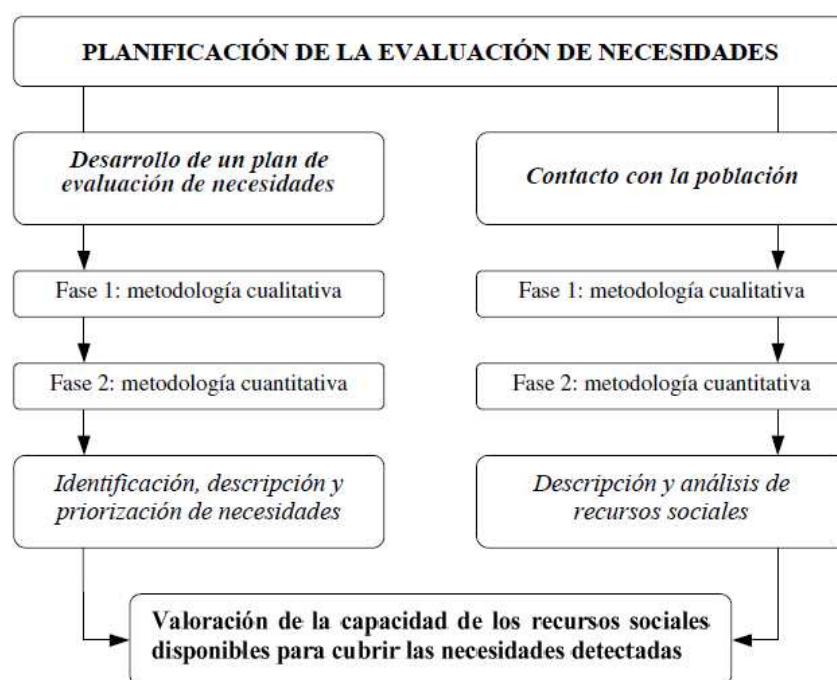 PLANIFICACIÓN DE LA EVALUACIÓN DE NECESIDADES
Desarrollo de un plan de
evaluación de necesidades
Fase 1: metodología cualitativa
Fase 2: metodología cuantitativa
Identificación, descripción y
priorización de necesidades
Contacto con la población
Fase 1: metodología cualitativa
Fase 2: metodología cuantitativa
Descripción y análisis de
recursos sociales
Valoración de la capacidad de los recursos sociales
disponibles para cubrir las necesidades detectadas